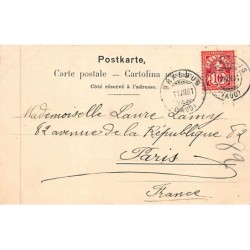 Postkarte,
Carte postale – Cartolina
Côté réservé à l'adresse.
10
Mademoiselle Laure Lamy
82 avenue de la République 82
Paris
France